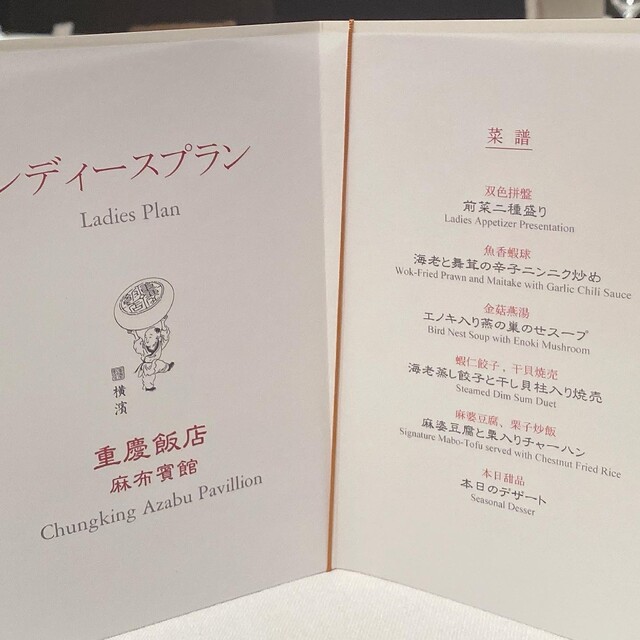 ンディースプラン
Ladies Plan
横濱
重慶飯店
麻布賓館
Chungking Azabu Pavillion
菜譜
双色拼盤
前菜二種盛り
Ladies Appetizer Presentation
魚香蝦球
海老と舞茸の辛子ニンニク炒め
Wok-Fried Prawn and Maitake with Garlic Chili Sauce
金菇燕湯
エノキ入り燕の巣のせスープ
Bird Nest Soup with Enoki Mushroom
蝦仁餃子、干貝焼売
海老蒸し餃子と干し貝柱入り焼売
Steamed Dim Sum Duet
麻婆豆腐、栗子炒飯
麻婆豆腐と栗入りチャーハン
Signature Mabo-Tofu served with Chestnut Fried Rice
本日甜品
本日のデザート
Seasonal Desser